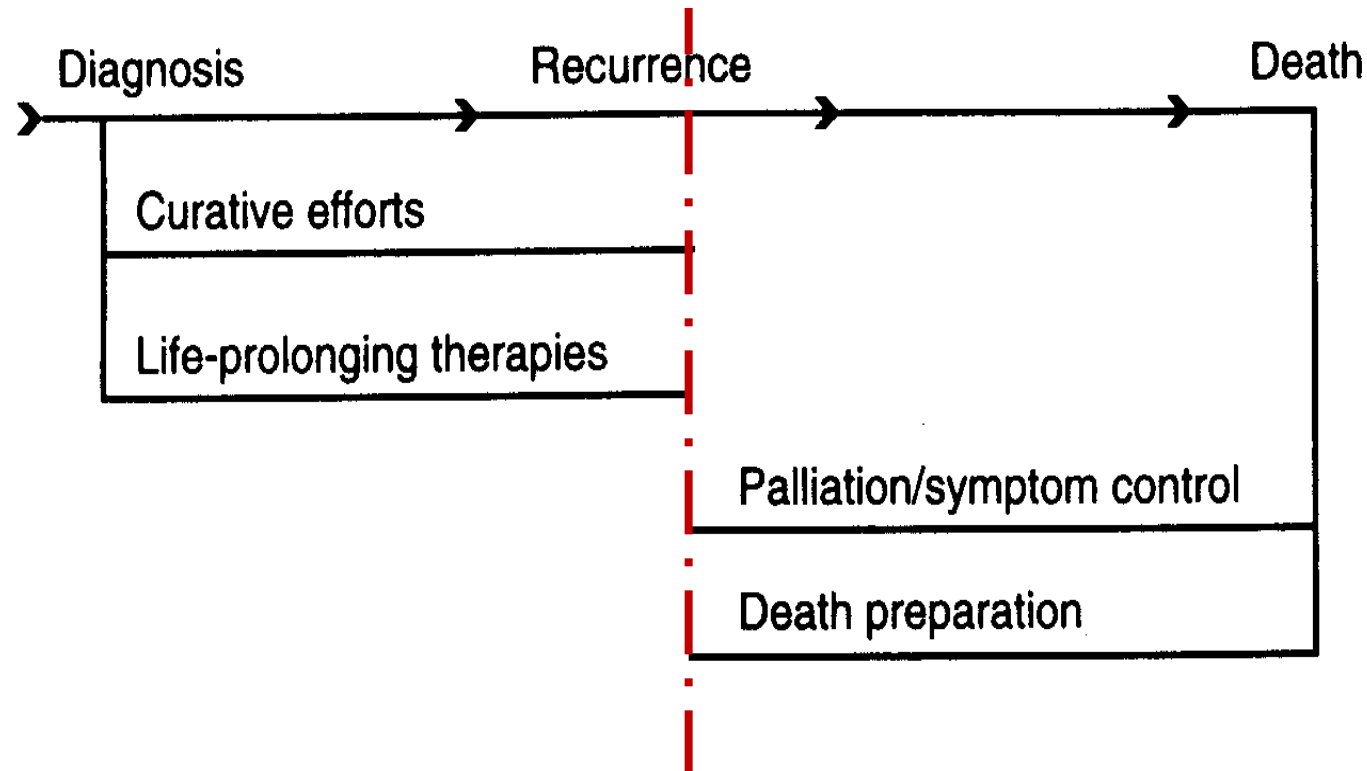 Diagnosis Recurrence Death
Curative efforts
Life-prolonging therapies
Palliation/symptom control
Death preparation